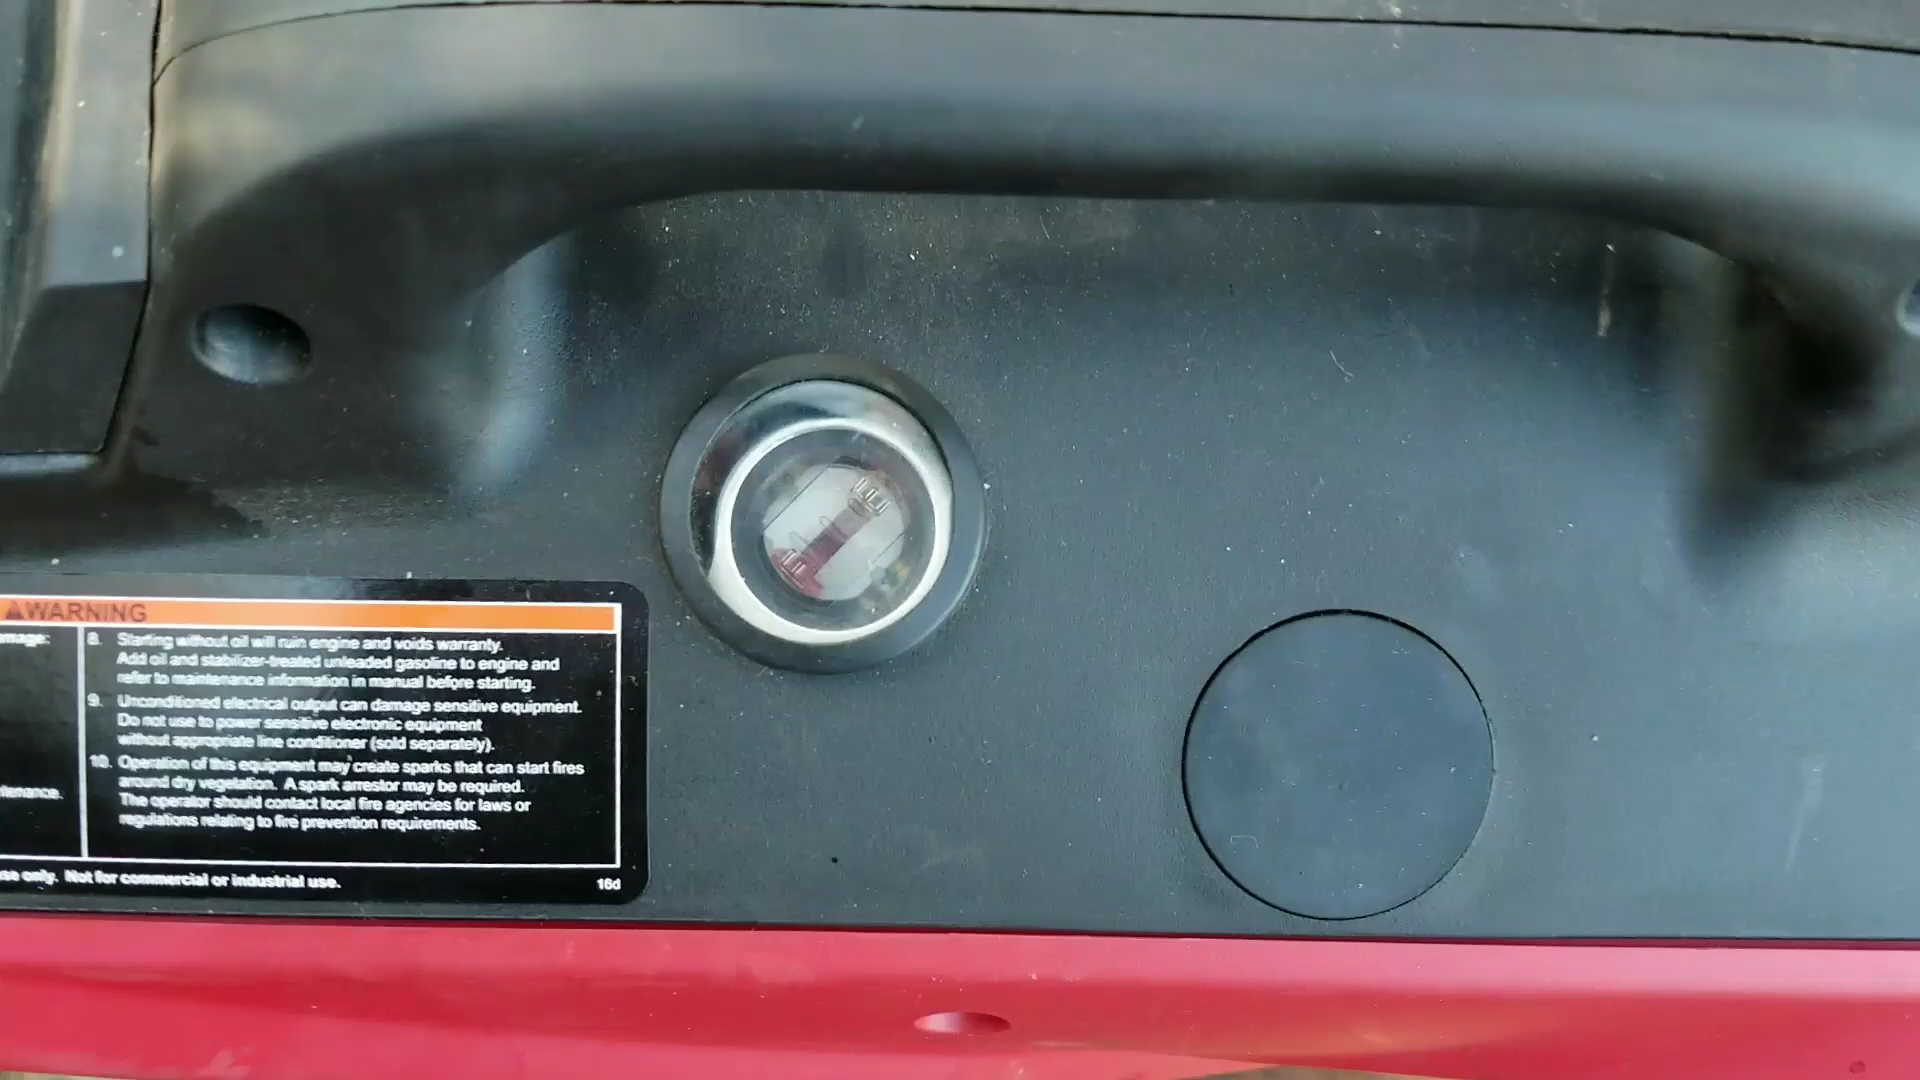 WARNING
amage:
8. Starting without oil will ruin engine and voids warranty.
Add oil and stabilizer-treated unleaded gasoline to engine and
refer to maintenance information in manual before starting.
9. Unconditioned electrical output can damage sensitive equipment.
Do not use to power sensitive electronic equipment
without appropriate line conditioner (sold separately).
10. Operation of this equipment may create sparks that can start fires
around dry vegetation. A spark arrestor may be required.
The operator should contact local fire agencies for laws or
regulations relating to fire prevention requirements.
ntenance.
se only. Not for commercial or industrial use.
16d
E